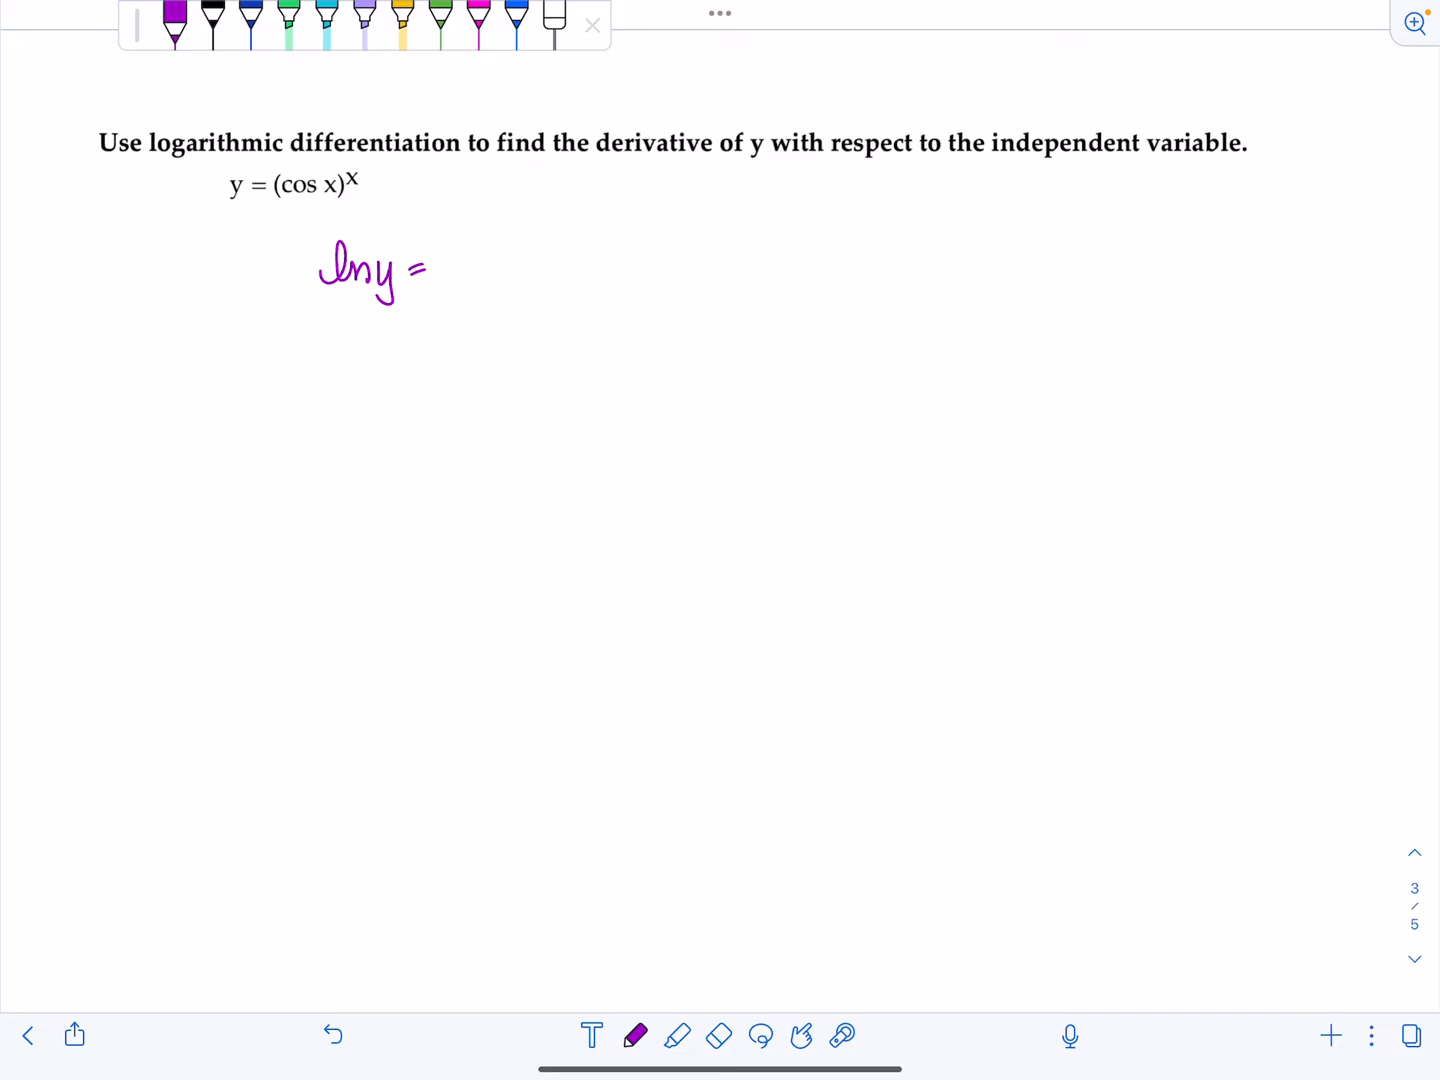 Use logarithmic differentiation to find the derivative of y with respect to the independent variable.
y = (cos x)^x
ln y =
3
/
5
T